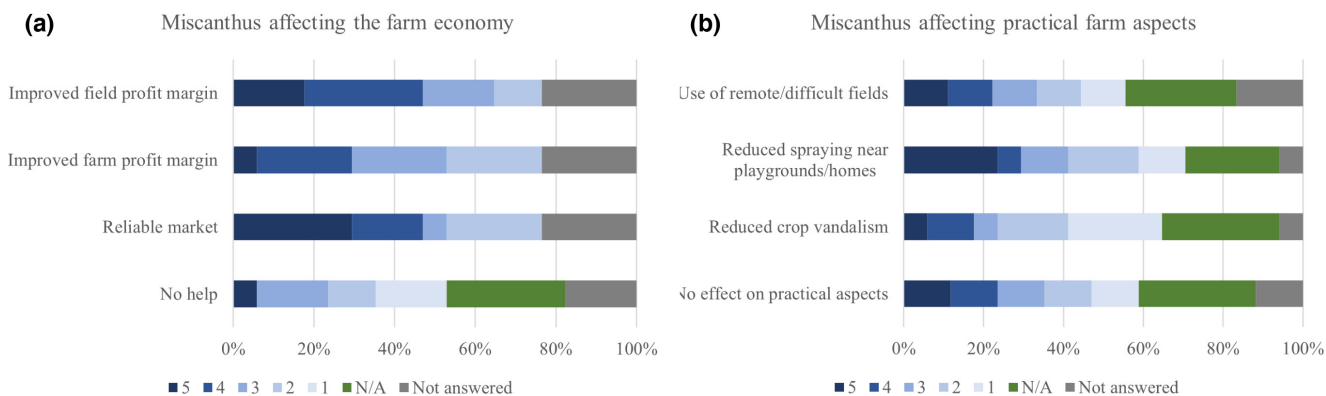 (a)
Miscanthus affecting the farm economy
Improved field profit margin
Improved farm profit margin
Reliable market
No help
0% 20% 40% 60% 80% 100%
5 4 3 2 1 N/A Not answered
(b)
Miscanthus affecting practical farm aspects
Use of remote/difficult fields
Reduced spraying near
playgrounds/homes
Reduced crop vandalism
No effect on practical aspects
0% 20% 40% 60% 80% 100%
5 4 3 2 1 N/A Not answered